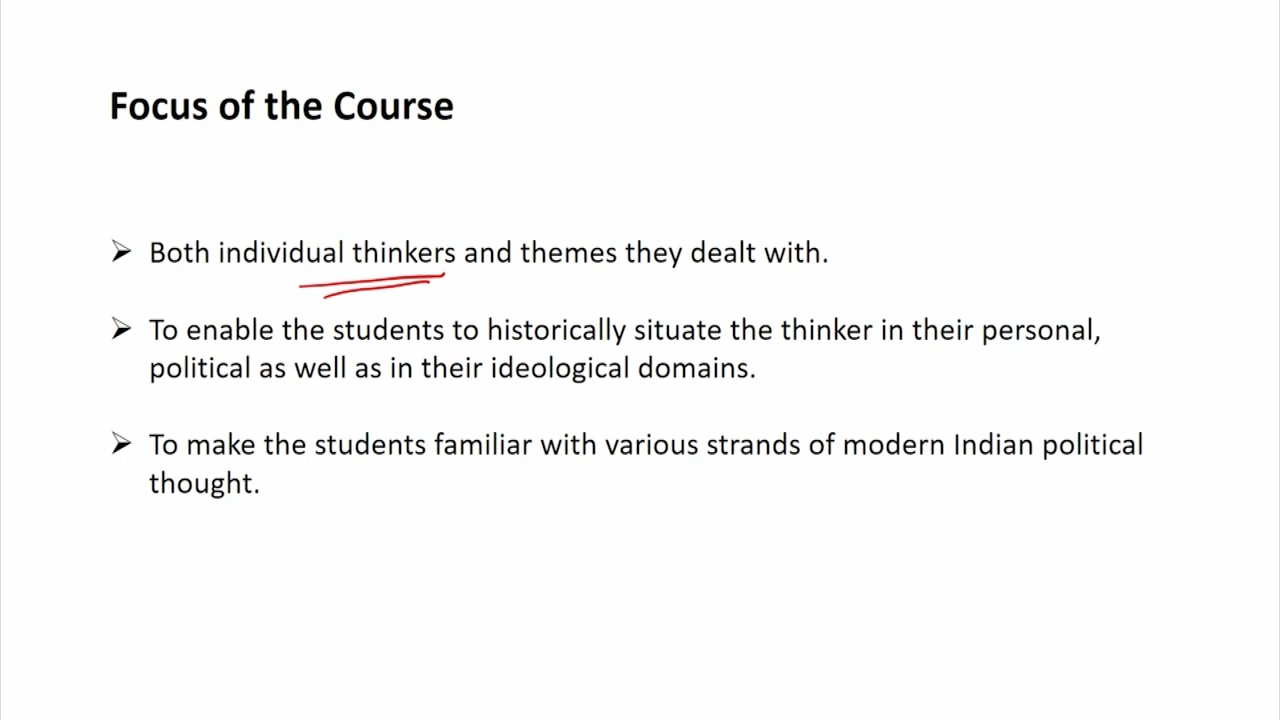 Focus of the Course
➢ Both individual thinkers and themes they dealt with.
➢ To enable the students to historically situate the thinker in their personal,
political as well as in their ideological domains.
➢ To make the students familiar with various strands of modern Indian political
thought.